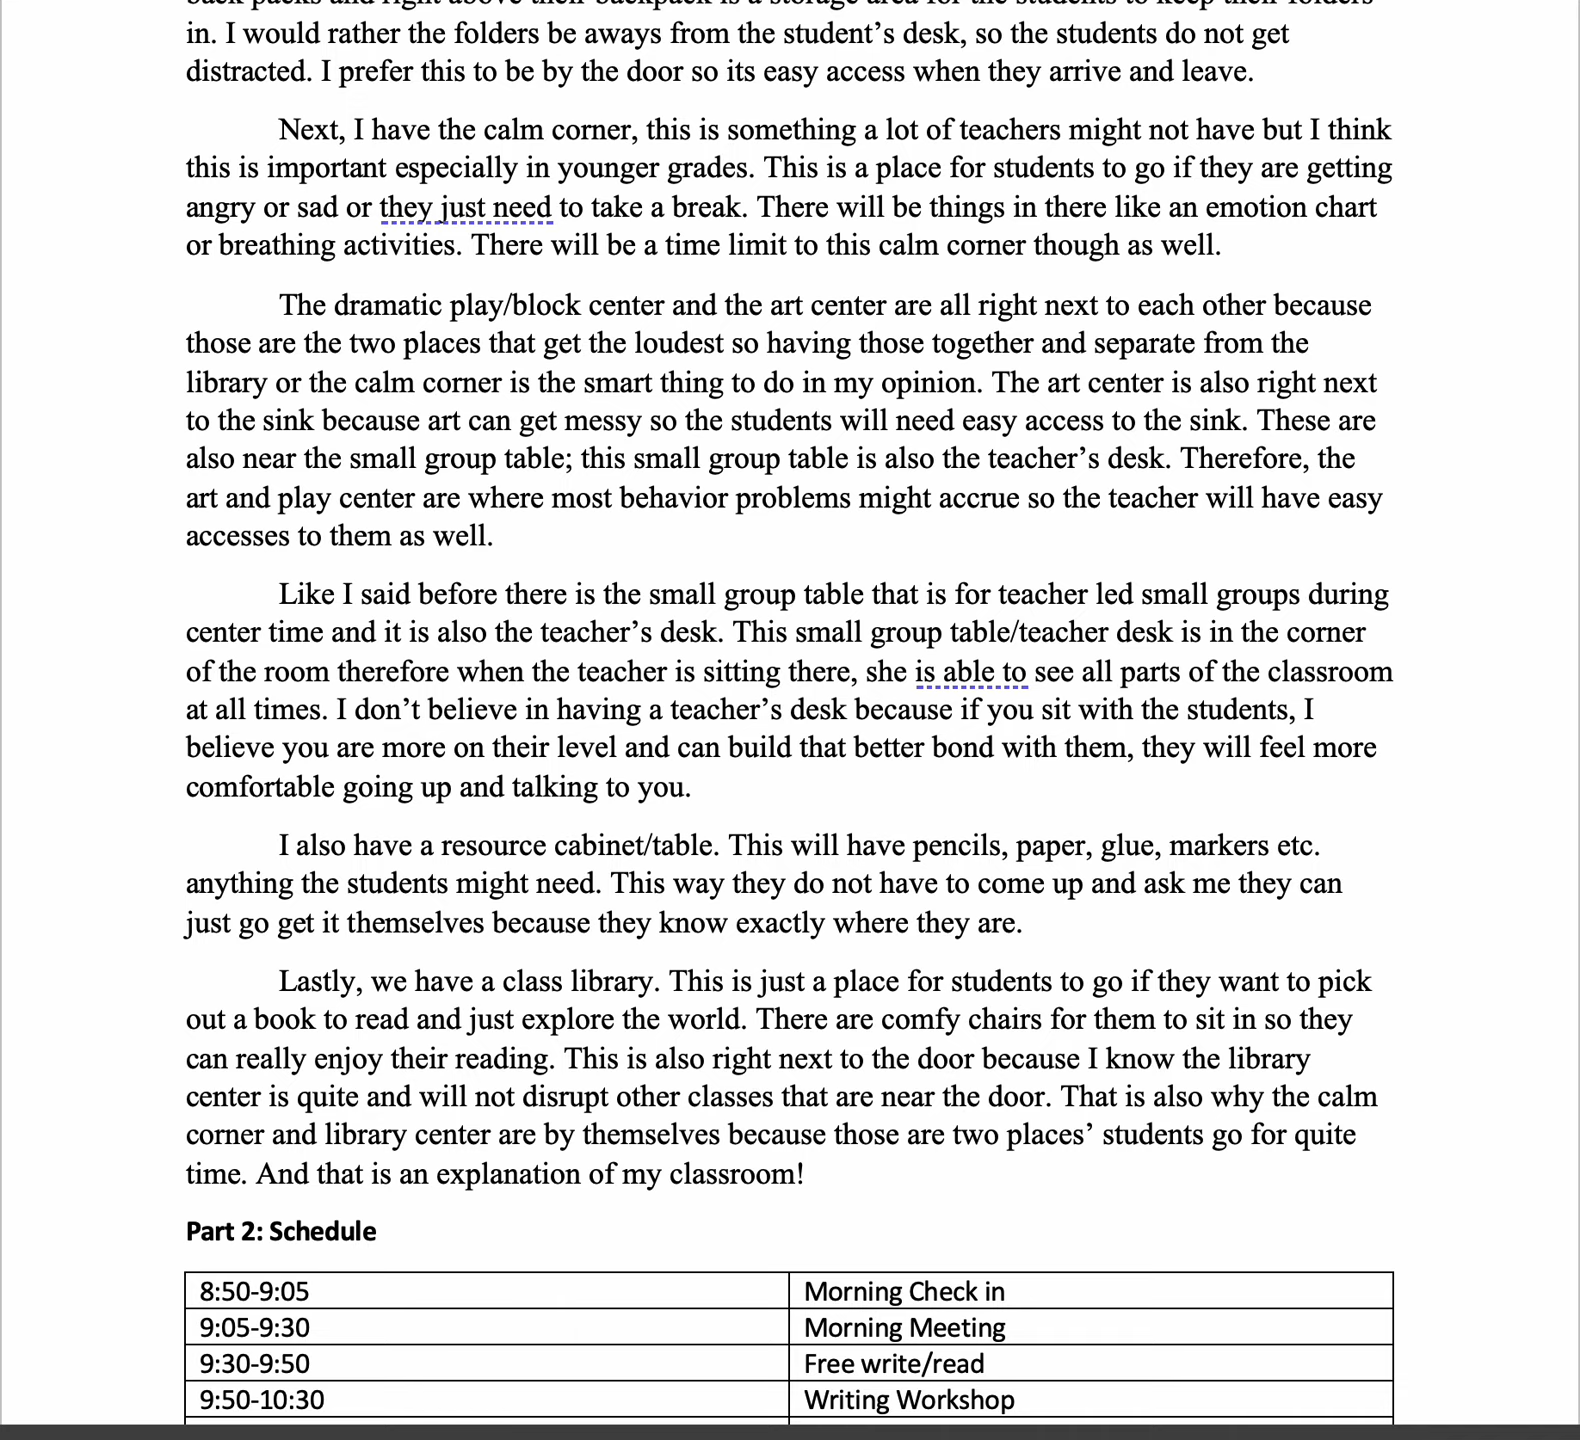 back packs and right above their backpack is a storage area for the students to keep their folders
in. I would rather the folders be aways from the student’s desk, so the students do not get
distracted. I prefer this to be by the door so its easy access when they arrive and leave.
Next, I have the calm corner, this is something a lot of teachers might not have but I think
this is important especially in younger grades. This is a place for students to go if they are getting
angry or sad or they just need to take a break. There will be things in there like an emotion chart
or breathing activities. There will be a time limit to this calm corner though as well.
The dramatic play/block center and the art center are all right next to each other because
those are the two places that get the loudest so having those together and separate from the
library or the calm corner is the smart thing to do in my opinion. The art center is also right next
to the sink because art can get messy so the students will need easy access to the sink. These are
also near the small group table; this small group table is also the teacher’s desk. Therefore, the
art and play center are where most behavior problems might accrue so the teacher will have easy
accesses to them as well.
Like I said before there is the small group table that is for teacher led small groups during
center time and it is also the teacher’s desk. This small group table/teacher desk is in the corner
of the room therefore when the teacher is sitting there, she is able to see all parts of the classroom
at all times. I don’t believe in having a teacher’s desk because if you sit with the students, I
believe you are more on their level and can build that better bond with them, they will feel more
comfortable going up and talking to you.
I also have a resource cabinet/table. This will have pencils, paper, glue, markers etc.
anything the students might need. This way they do not have to come up and ask me they can
just go get it themselves because they know exactly where they are.
Lastly, we have a class library. This is just a place for students to go if they want to pick
out a book to read and just explore the world. There are comfy chairs for them to sit in so they
can really enjoy their reading. This is also right next to the door because I know the library
center is quite and will not disrupt other classes that are near the door. That is also why the calm
corner and library center are by themselves because those are two places’ students go for quite
time. And that is an explanation of my classroom!
Part 2: Schedule
8:50-9:05 Morning Check in
9:05-9:30 Morning Meeting
9:30-9:50 Free write/read
9:50-10:30 Writing Workshop